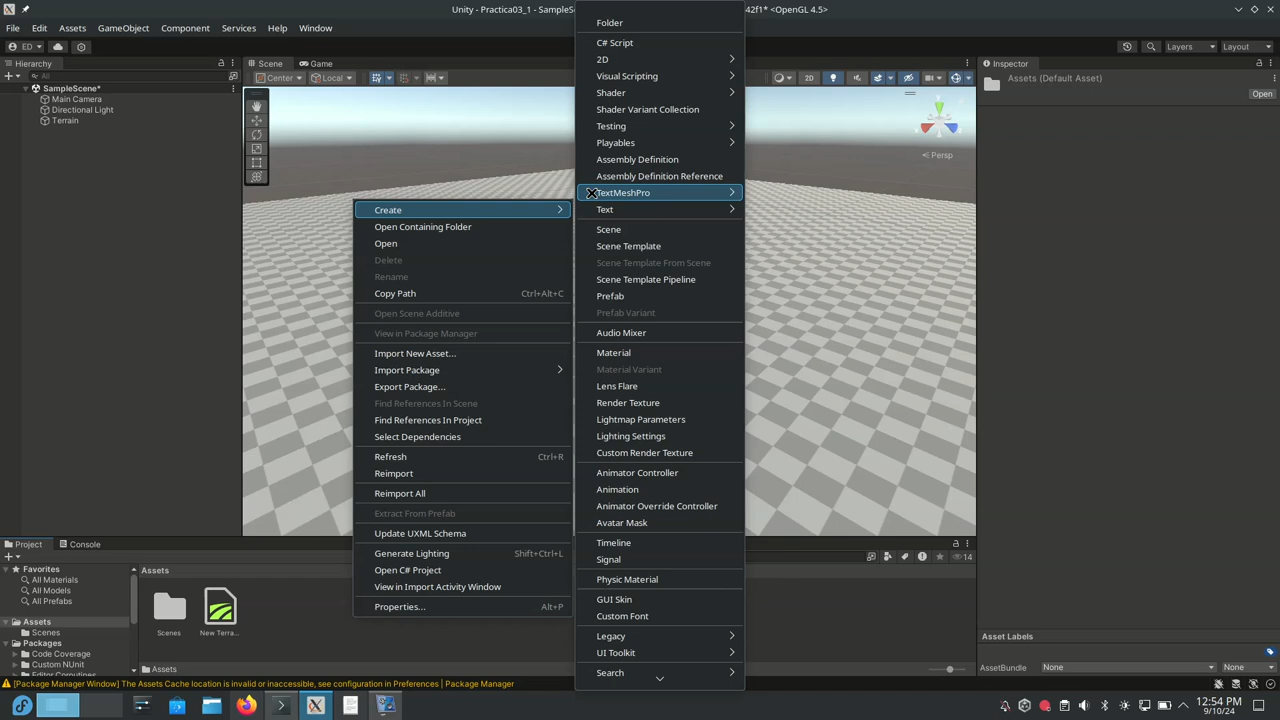 Unity - Practica03_1 - SampleSc
42f1* <OpenGL 4.5>
File Edit Assets GameObject Component Services Help Window
ED
Layers
Layout
Hierarchy
All
SampleScene*
Main Camera
Directional Light
Terrain
Scene
Game
Center
Local
2D
Persp
Inspector
Assets (Default Asset)
Open
Create
Open Containing Folder
Open
Delete
Rename
Copy Path Ctrl+Alt+C
Open Scene Additive
View in Package Manager
Import New Asset...
Import Package
Export Package...
Find References In Scene
Find References In Project
Select Dependencies
Refresh Ctrl+R
Reimport
Reimport All
Extract From Prefab
Update UXML Schema
Generate Lighting Shift+Ctrl+L
Open C# Project
View in Import Activity Window
Properties... Alt+P
Folder
C# Script
2D
Visual Scripting
Shader
Shader Variant Collection
Testing
Playables
Assembly Definition
Assembly Definition Reference
TextMeshPro
Text
Scene
Scene Template
Scene Template From Scene
Scene Template Pipeline
Prefab
Prefab Variant
Audio Mixer
Material
Material Variant
Lens Flare
Render Texture
Lightmap Parameters
Lighting Settings
Custom Render Texture
Animator Controller
Animation
Animator Override Controller
Avatar Mask
Timeline
Signal
Physic Material
GUI Skin
Custom Font
Legacy
UI Toolkit
Search
Project
Console
14
Favorites
All Materials
All Models
All Prefabs
Assets
Scenes
Packages
Code Coverage
Custom NUnit
Editor Coroutines
Assets
Scenes
New Terra...
Assets
Asset Labels
AssetBundle None None
[Package Manager Window] The Assets Cache location is invalid or inaccessible, see configuration in Preferences | Package Manager
12:54 PM
9/10/24